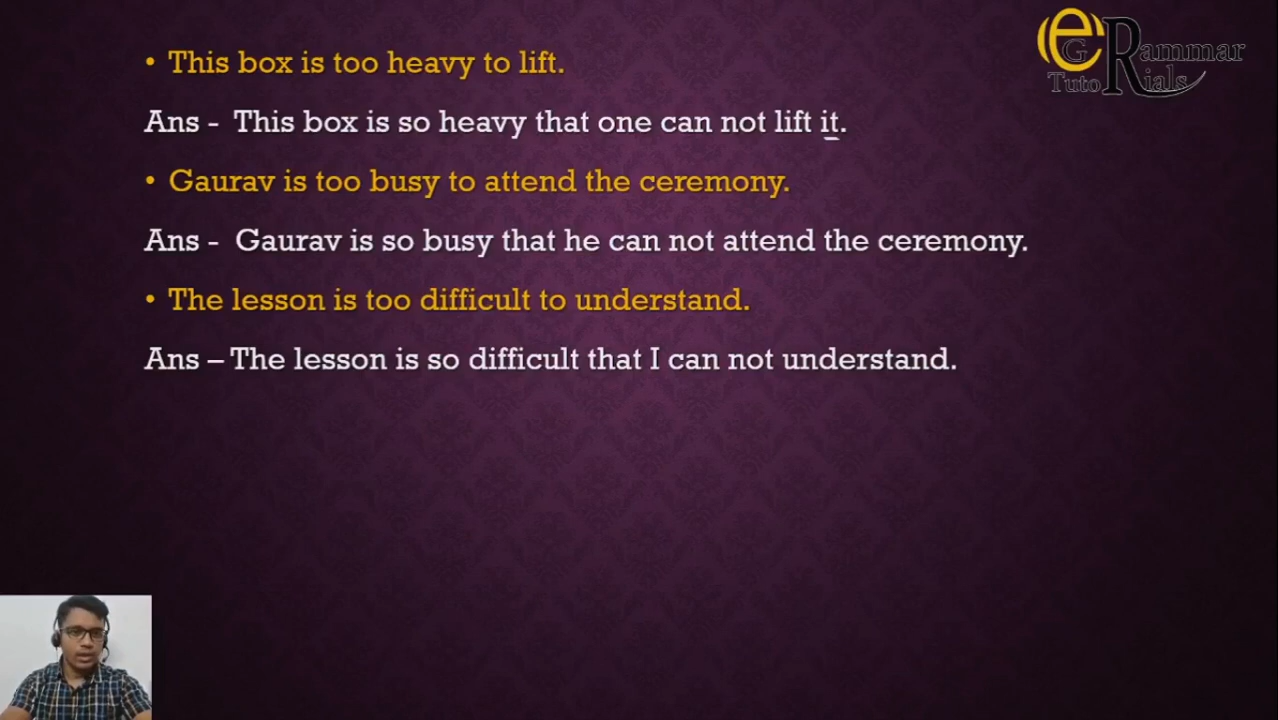 • This box is too heavy to lift.
Ans - This box is so heavy that one can not lift it.
• Gaurav is too busy to attend the ceremony.
Ans - Gaurav is so busy that he can not attend the ceremony.
• The lesson is too difficult to understand.
Ans – The lesson is so difficult that I can not understand.
e GRammar
TutoRials